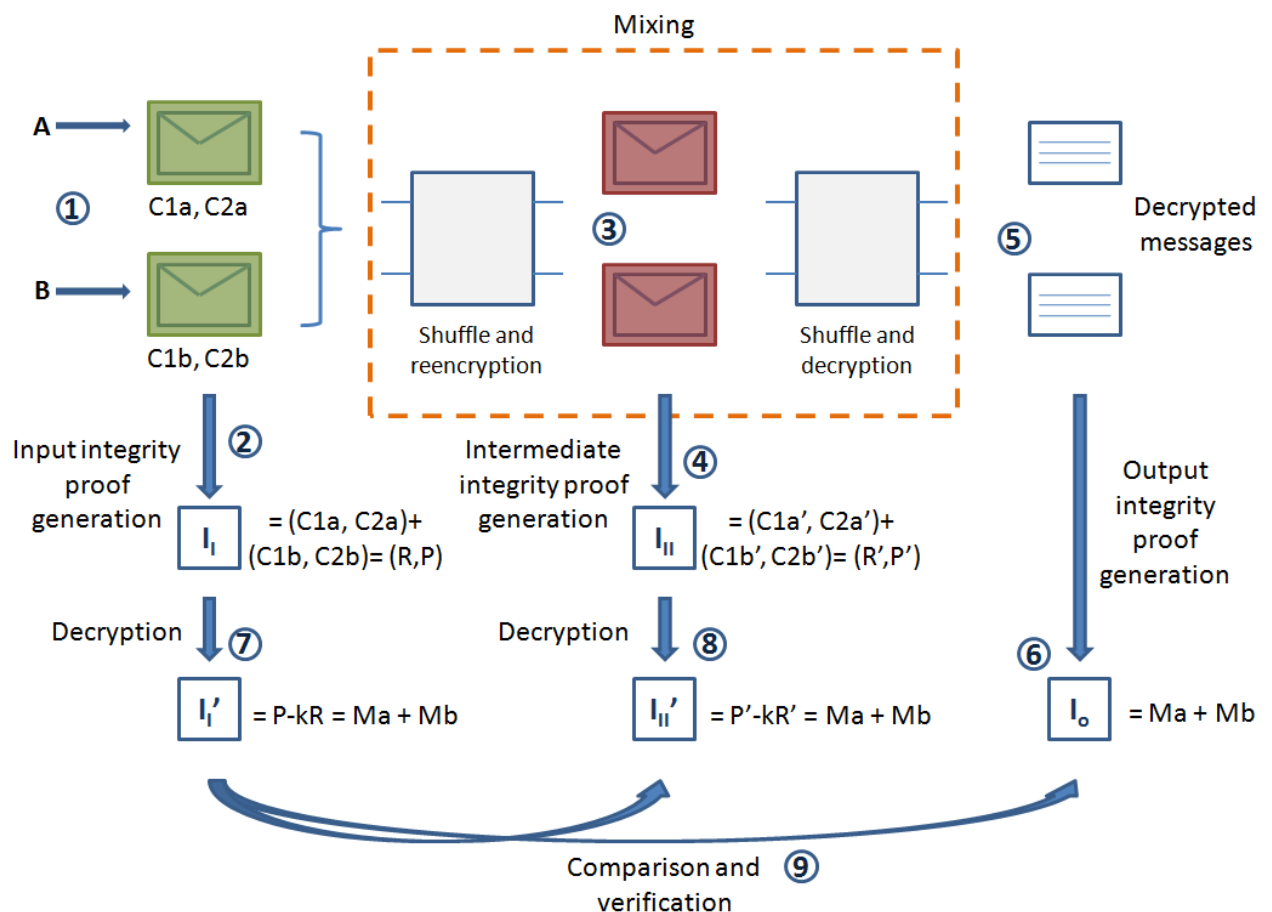 Mixing
A
C1a, C2a
①
B
C1b, C2b
Shuffle and
reencryption
③
Shuffle and
decryption
⑤
Decrypted
messages
②
Input integrity
proof
generation
I_I
= (C1a, C2a)+
(C1b, C2b)= (R,P)
④
Intermediate
integrity proof
generation
I_II
= (C1a’, C2a’)+
(C1b’, C2b’)= (R’,P’)
Output
integrity
proof
generation
Decryption
⑦
Decryption
⑧
⑥
I_I’
= P-kR = Ma + Mb
I_II’
= P’-kR’ = Ma + Mb
I_o
= Ma + Mb
Comparison and
verification
⑨